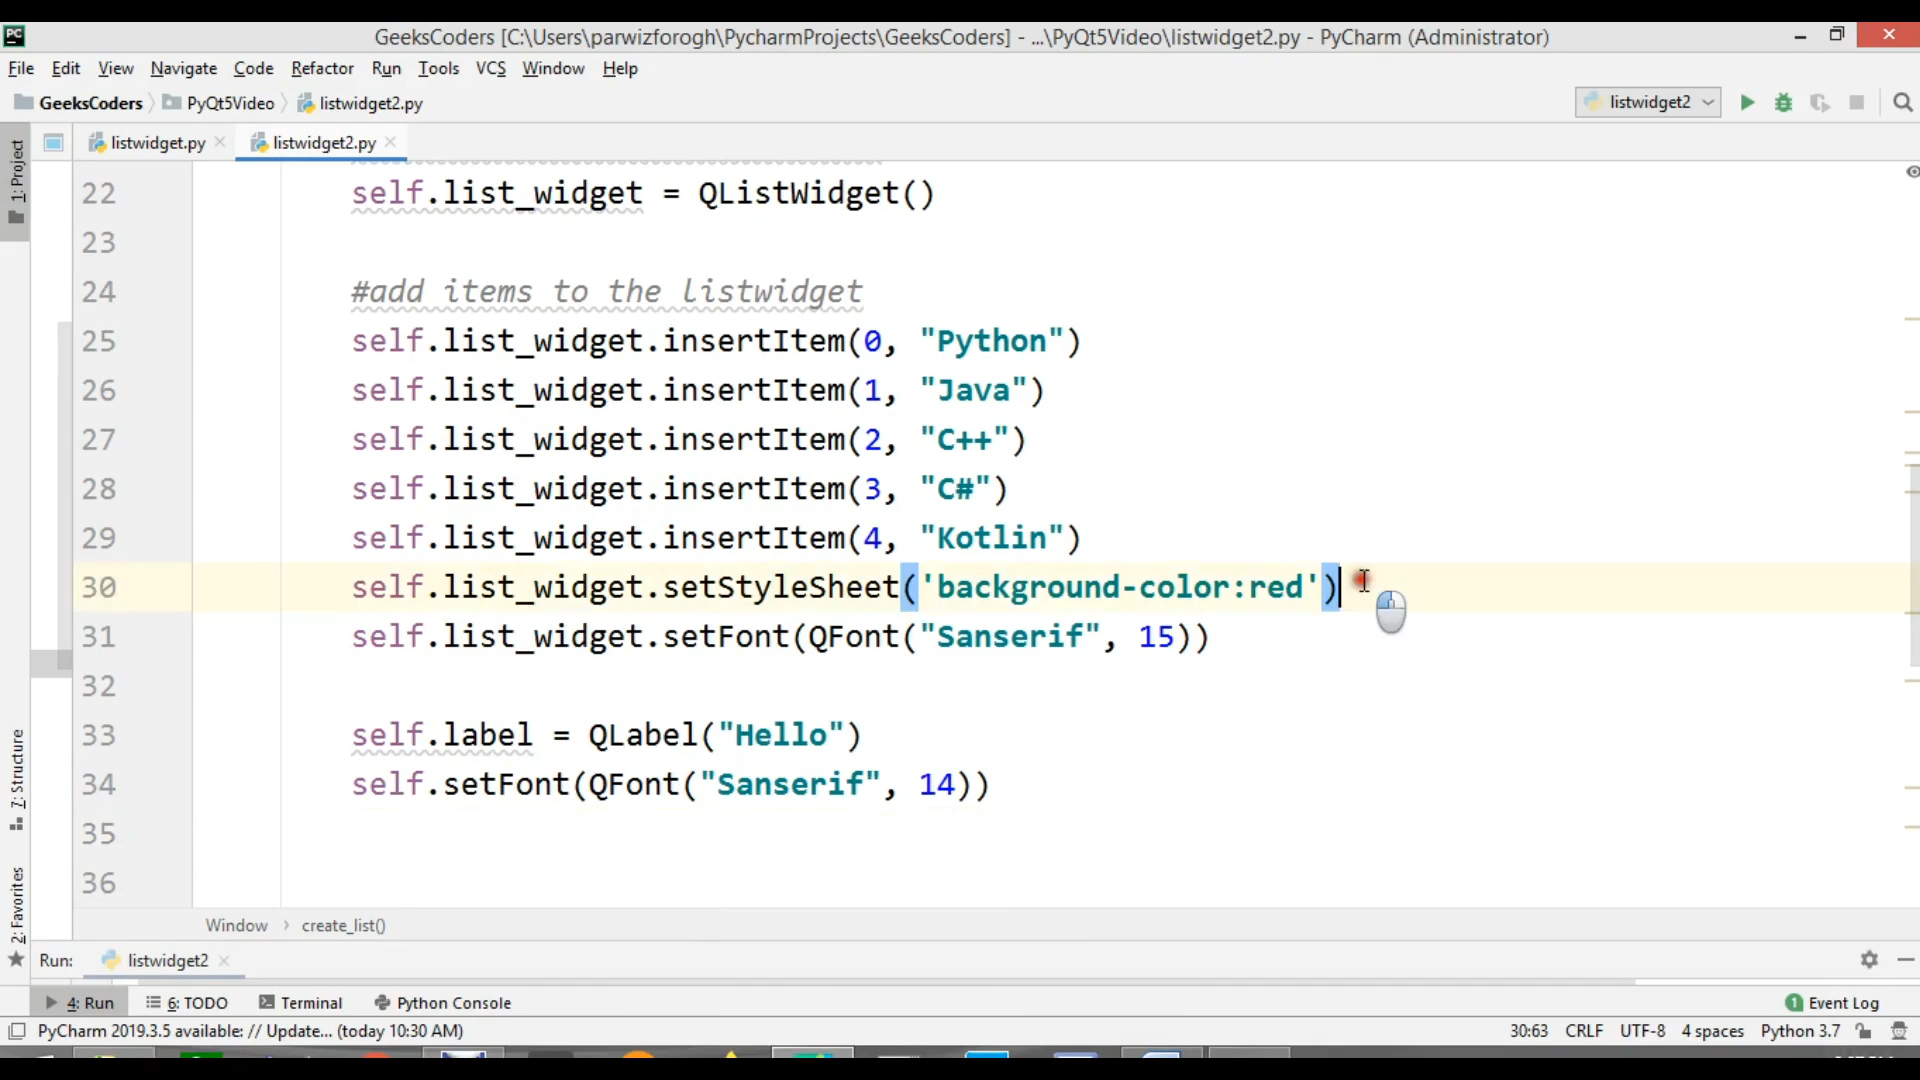 GeeksCoders [C:\Users\parwizforogh\PycharmProjects\GeeksCoders] - ...\PyQt5Video\listwidget2.py - PyCharm (Administrator)
File Edit View Navigate Code Refactor Run Tools VCS Window Help
GeeksCoders PyQt5Video listwidget2.py listwidget2
1: Project
listwidget.py listwidget2.py
22 self.list_widget = QListWidget()
23
24 #add items to the listwidget
25 self.list_widget.insertItem(0, "Python")
26 self.list_widget.insertItem(1, "Java")
27 self.list_widget.insertItem(2, "C++")
28 self.list_widget.insertItem(3, "C#")
29 self.list_widget.insertItem(4, "Kotlin")
30 self.list_widget.setStyleSheet('background-color:red')
31 self.list_widget.setFont(QFont("Sanserif", 15))
32
33 self.label = QLabel("Hello")
34 self.setFont(QFont("Sanserif", 14))
35
36
7: Structure
2: Favorites
Window › create_list()
Run: listwidget2
4: Run 6: TODO Terminal Python Console 1 Event Log
PyCharm 2019.3.5 available: // Update... (today 10:30 AM) 30:63 CRLF UTF-8 4 spaces Python 3.7